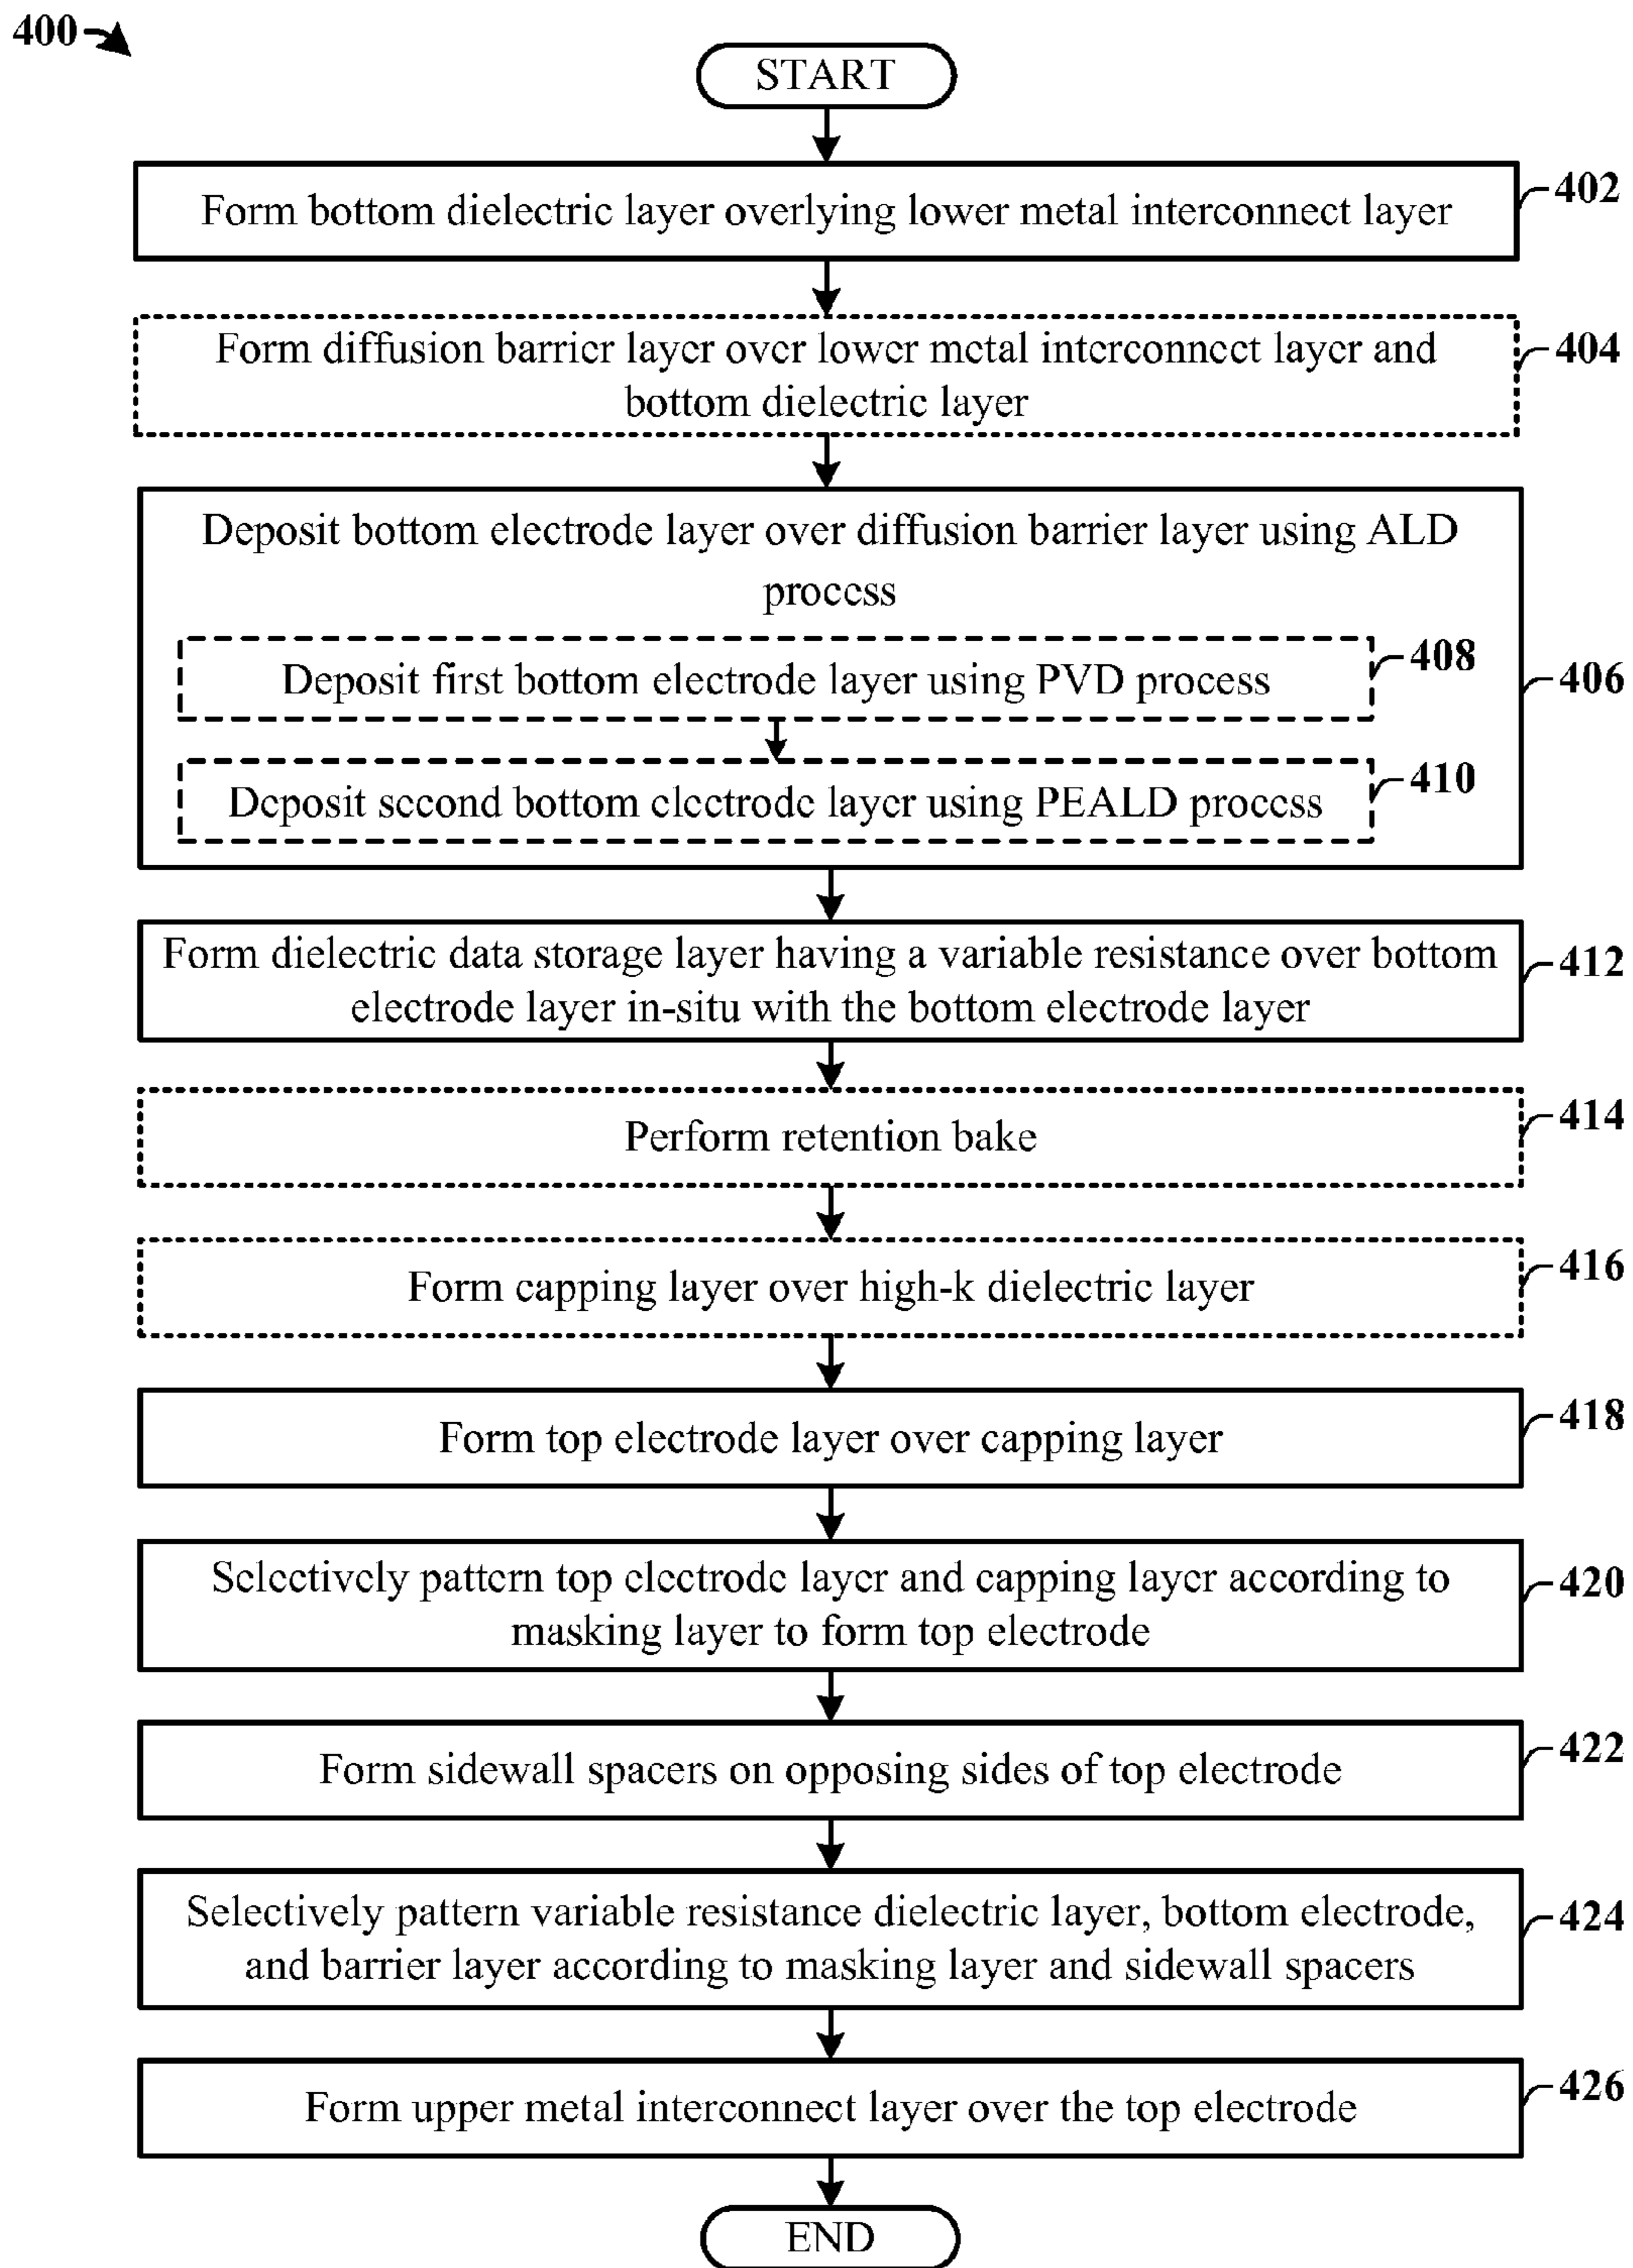 400
START
Form bottom dielectric layer overlying lower metal interconnect layer
402
Form diffusion barrier layer over lower metal interconnect layer and
bottom dielectric layer
404
Deposit bottom electrode layer over diffusion barrier layer using ALD
process
406
Deposit first bottom electrode layer using PVD process
408
Deposit second bottom electrode layer using PEALD process
410
Form dielectric data storage layer having a variable resistance over bottom
electrode layer in-situ with the bottom electrode layer
412
Perform retention bake
414
Form capping layer over high-k dielectric layer
416
Form top electrode layer over capping layer
418
Selectively pattern top electrode layer and capping layer according to
masking layer to form top electrode
420
Form sidewall spacers on opposing sides of top electrode
422
Selectively pattern variable resistance dielectric layer, bottom electrode,
and barrier layer according to masking layer and sidewall spacers
424
Form upper metal interconnect layer over the top electrode
426
END